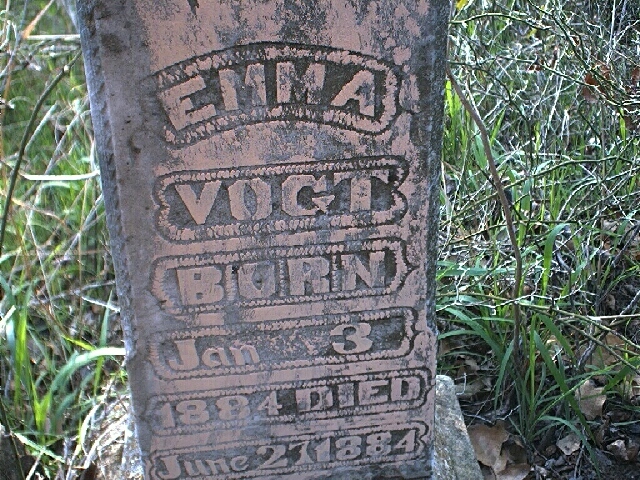 EMMA
VOGT
BORN
Jan 3
1884 DIED
June 27 1884